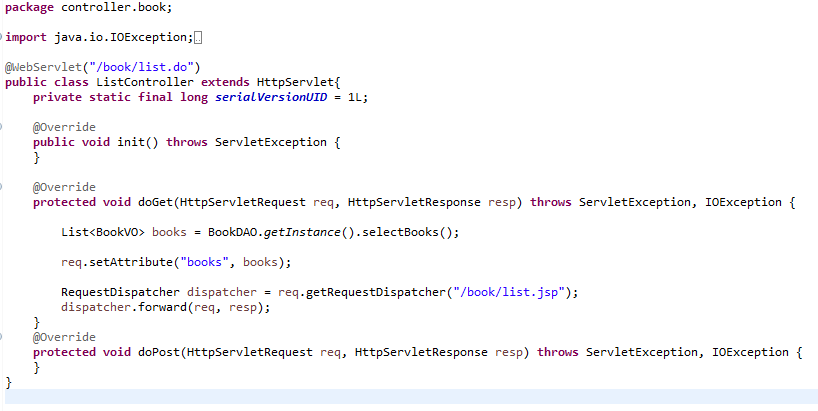 package controller.book;
import java.io.IOException;
@WebServlet("/book/list.do")
public class ListController extends HttpServlet{
private static final long serialVersionUID = 1L;
@Override
public void init() throws ServletException {
}
@Override
protected void doGet(HttpServletRequest req, HttpServletResponse resp) throws ServletException, IOException {
List<BookVO> books = BookDAO.getInstance().selectBooks();
req.setAttribute("books", books);
RequestDispatcher dispatcher = req.getRequestDispatcher("/book/list.jsp");
dispatcher.forward(req, resp);
}
@Override
protected void doPost(HttpServletRequest req, HttpServletResponse resp) throws ServletException, IOException {
}
}